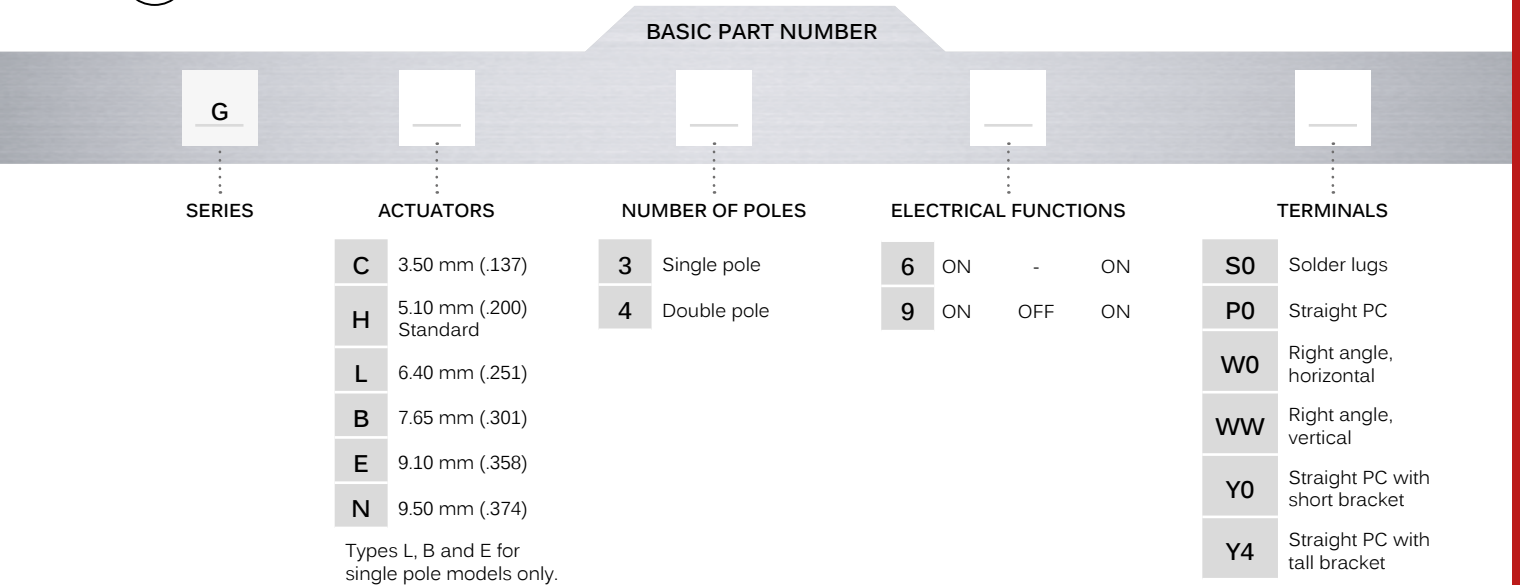 BASIC PART NUMBER
G
SERIES
ACTUATORS
C 3.50 mm (.137)
H 5.10 mm (.200)
Standard
L 6.40 mm (.251)
B 7.65 mm (.301)
E 9.10 mm (.358)
N 9.50 mm (.374)
Types L, B and E for
single pole models only.
NUMBER OF POLES
3 Single pole
4 Double pole
ELECTRICAL FUNCTIONS
6 ON - ON
9 ON OFF ON
TERMINALS
S0 Solder lugs
P0 Straight PC
W0 Right angle,
horizontal
WW Right angle,
vertical
Y0 Straight PC with
short bracket
Y4 Straight PC with
tall bracket